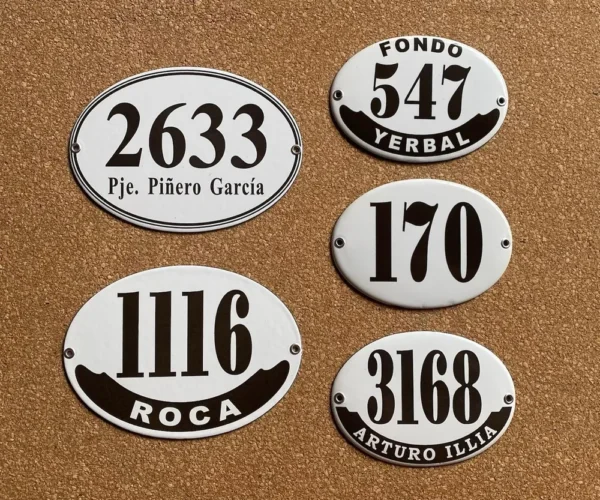 2633
Pje. Piñero García
1116
ROCA
FONDO
547
YERBAL
170
3168
ARTURO ILLIA